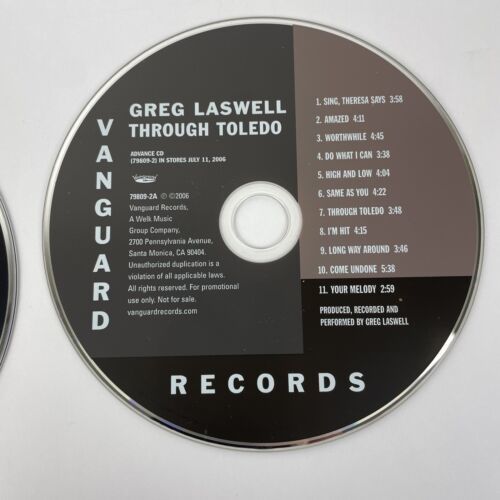 VANGUARD
GREG LASWELL
THROUGH TOLEDO
ADVANCE CD
(79809-2) IN STORES JULY 11, 2006
79809-2A ℗©2006
Vanguard Records,
A Welk Music
Group Company,
2700 Pennsylvania Avenue,
Santa Monica, CA 90404.
Unauthorized duplication is a
violation of all applicable laws.
All rights reserved. For promotional
use only. Not for sale.
vanguardrecords.com
1. SING, THERESA SAYS 3:58
2. AMAZED 4:11
3. WORTHWHILE 4:45
4. DO WHAT I CAN 3:38
5. HIGH AND LOW 4:04
6. SAME AS YOU 4:22
7. THROUGH TOLEDO 3:48
8. I'M HIT 4:15
9. LONG WAY AROUND 3:46
10. COME UNDONE 5:38
11. YOUR MELODY 2:59
PRODUCED, RECORDED AND
PERFORMED BY GREG LASWELL
RECORDS